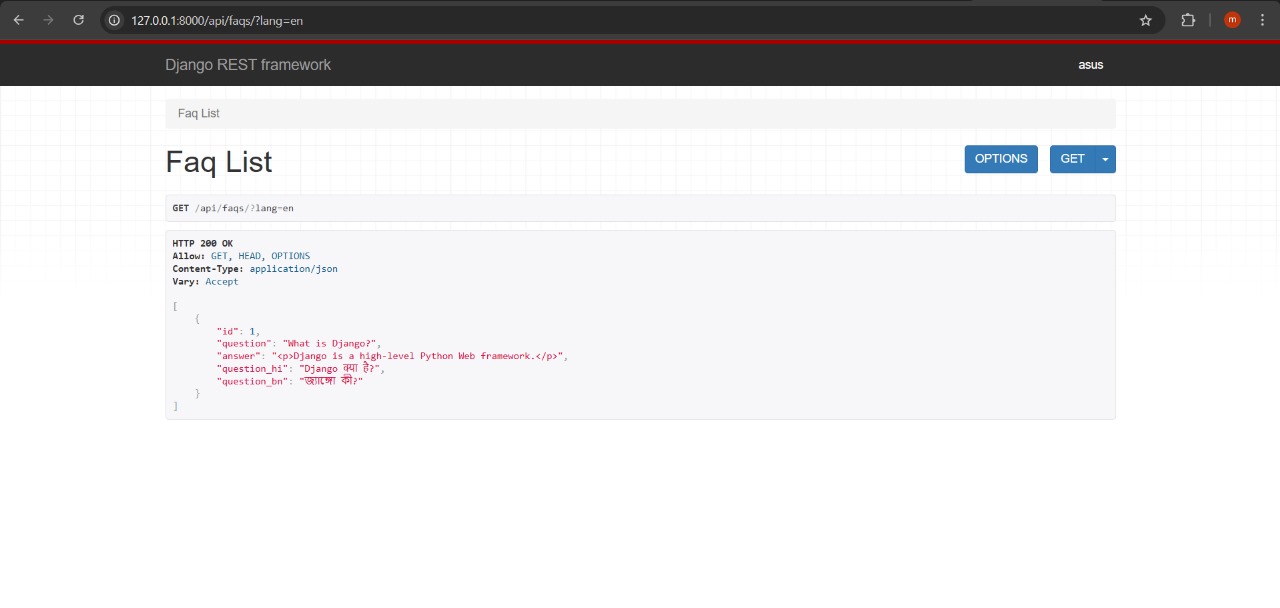 127.0.0.1:8000/api/faqs/?lang=en
m
Django REST framework
asus
Faq List
Faq List
OPTIONS
GET
GET /api/faqs/?lang=en
HTTP 200 OK
Allow: GET, HEAD, OPTIONS
Content-Type: application/json
Vary: Accept
[
{
"id": 1,
"question": "What is Django?",
"answer": "<p>Django is a high-level Python Web framework.</p>",
"question_hi": "Django क्या है?",
"question_bn": "জ্যাঙ্গো কী?"
}
]